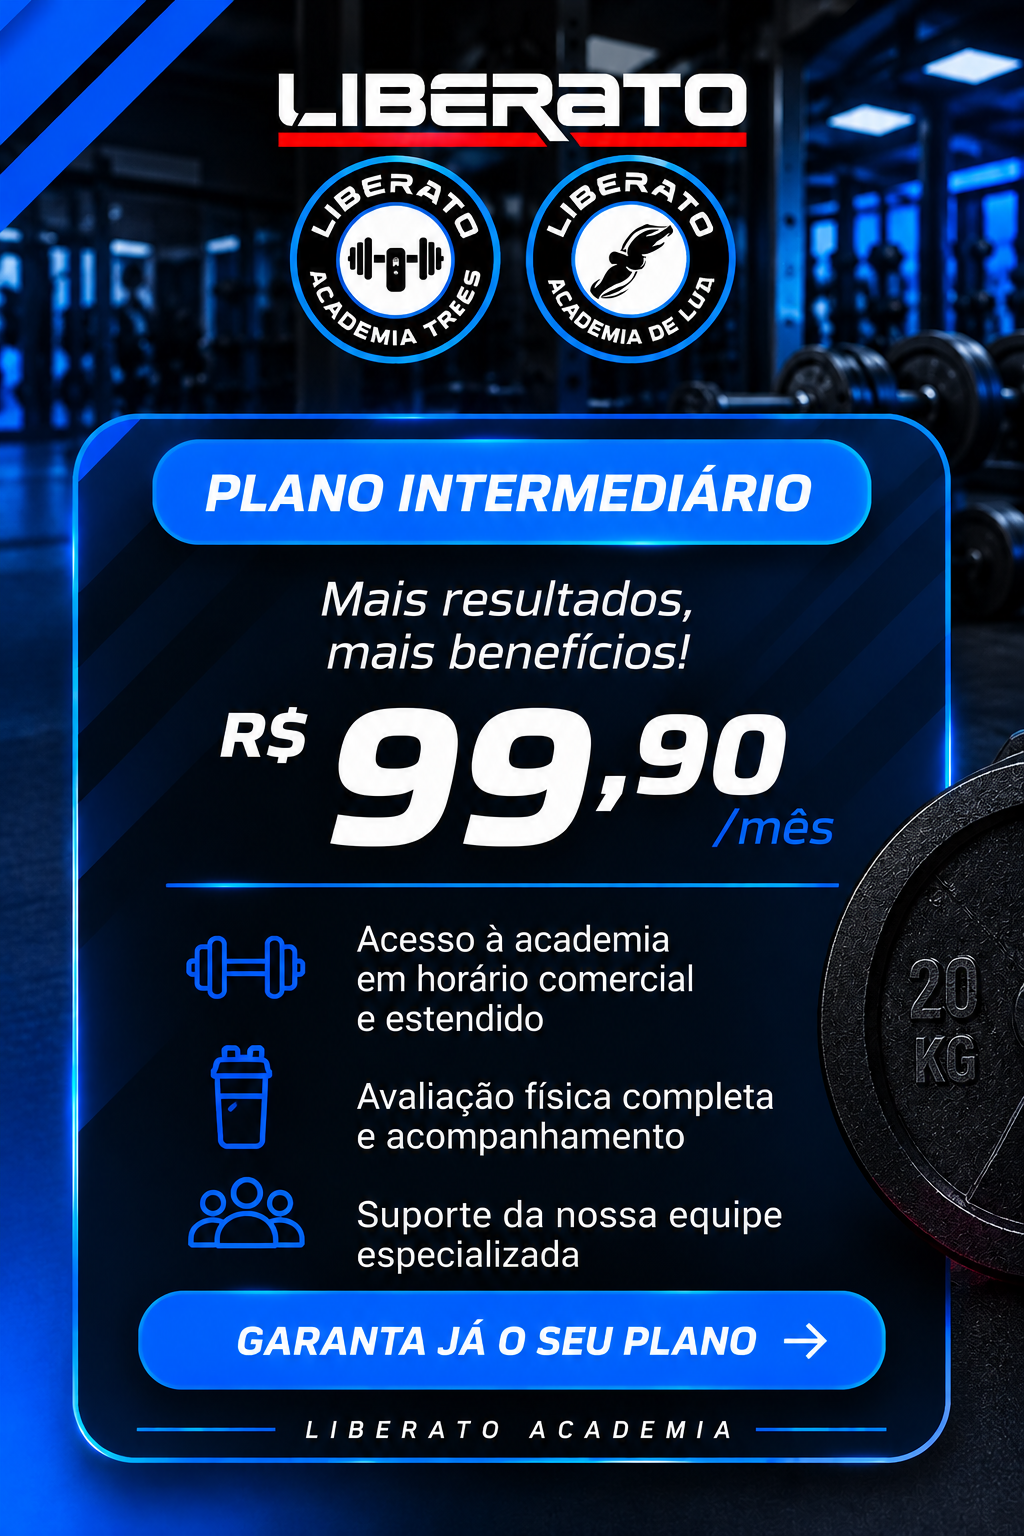 LIBERATO
LIBERATO
ACADEMIA TREES
LIBERATO
ACADEMIA DE LUTA
PLANO INTERMEDIÁRIO
Mais resultados,
mais benefícios!
R$ 99,90
/mês
Acesso à academia
em horário comercial
e estendido
Avaliação física completa
e acompanhamento
Suporte da nossa equipe
especializada
20
KG
GARANTA JÁ O SEU PLANO →
LIBERATO ACADEMIA